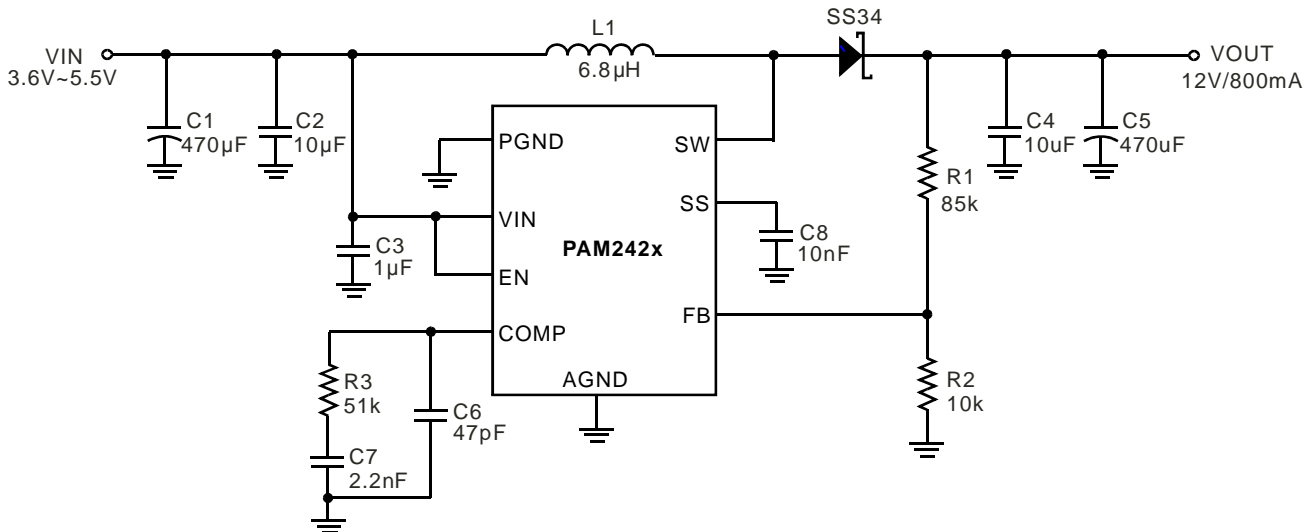 SS34
L1
6.8µH
VIN
3.6V~5.5V
VOUT
12V/800mA
C1
470µF
C2
10µF
C4
10uF
C5
470uF
PGND
SW
R1
85k
SS
VIN
C3
1µF
PAM242x
C8
10nF
EN
FB
COMP
R3
51k
AGND
R2
10k
C6
47pF
C7
2.2nF